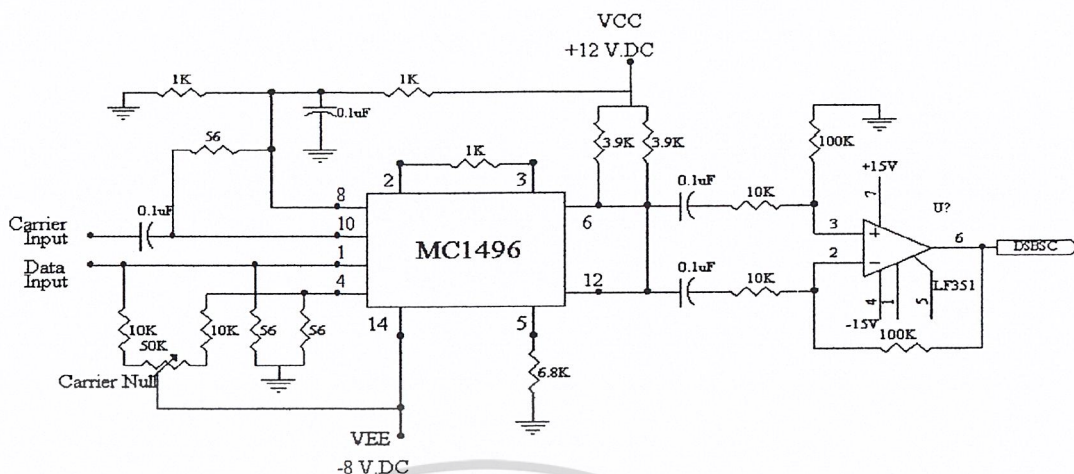 VCC
+12 V.DC
1K
1K
0.1uF
56
3.9K
3.9K
100K
1K
2
3
+15V
7
U?
8
0.1uF
10K
0.1uF
Carrier
Input
10
6
3
+
6
DSBSC
MC1496
Data
Input
1
2
-
0.1uF
10K
LF351
4
12
4
1
5
-15V
14
5
10K
10K
56
56
50K
100K
6.8K
Carrier Null
VEE
-8 V.DC